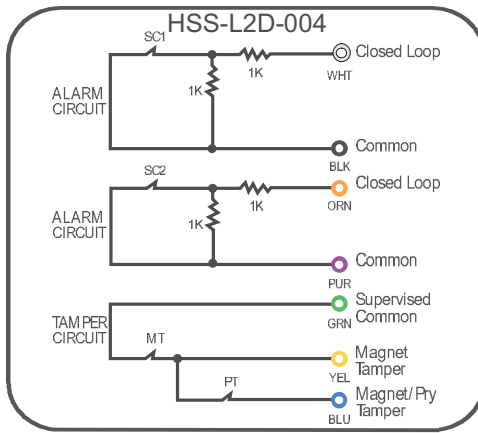 HSS-L2D-004
SC1
Closed Loop
1K
WHT
1K
ALARM
CIRCUIT
Common
BLK
SC2
Closed Loop
1K
ORN
1K
ALARM
CIRCUIT
Common
PUR
Supervised
Common
GRN
TAMPER
CIRCUIT
MT
Magnet
Tamper
YEL
PT
Magnet/Pry
Tamper
BLU